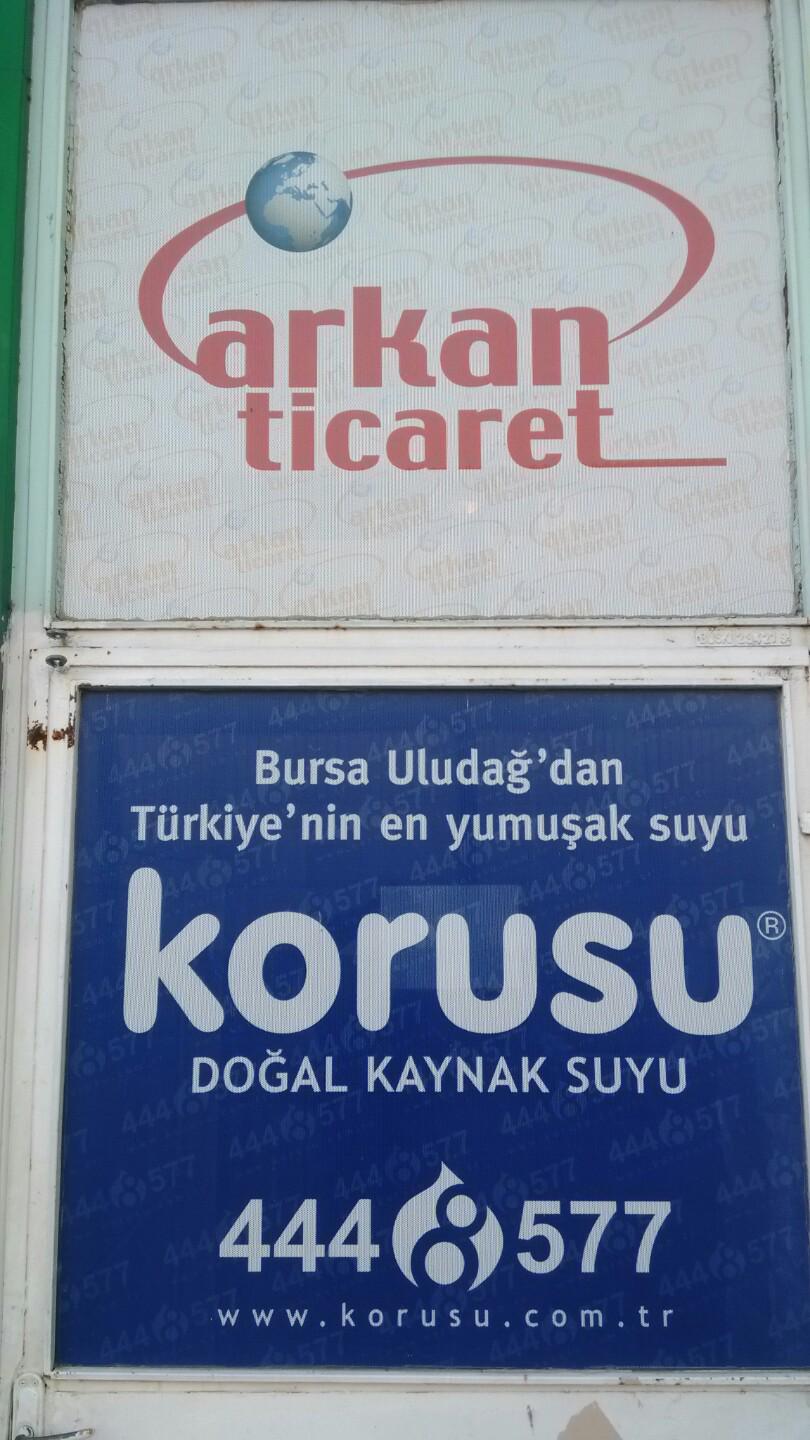 arkan
ticaret
Bursa Uludağ'dan
Türkiye'nin en yumuşak suyu
korusu®
DOĞAL KAYNAK SUYU
444 8 577
www.korusu.com.tr